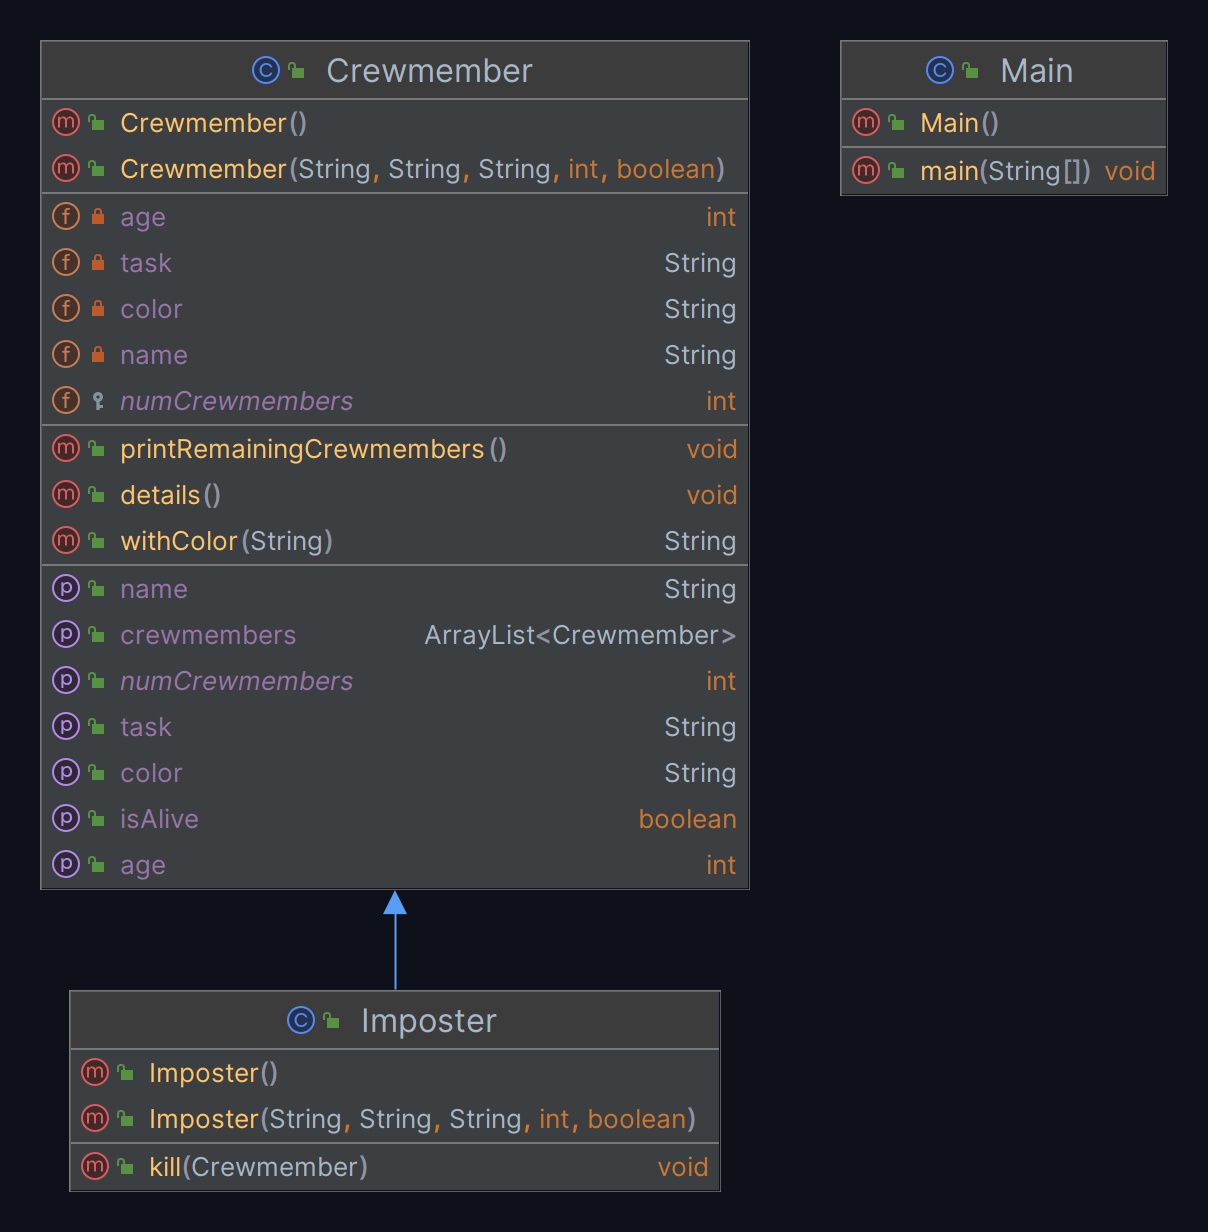 Crewmember
Crewmember()
Crewmember(String, String, String, int, boolean)
age int
task String
color String
name String
numCrewmembers int
printRemainingCrewmembers() void
details() void
withColor(String) String
name String
crewmembers ArrayList<Crewmember>
numCrewmembers int
task String
color String
isAlive boolean
age int
Main
Main()
main(String[]) void
Imposter
Imposter()
Imposter(String, String, String, int, boolean)
kill(Crewmember) void